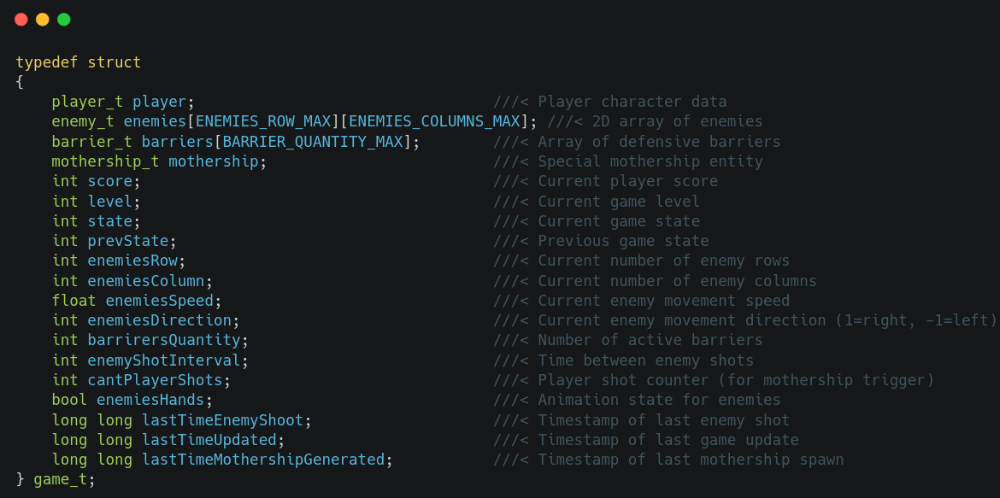 typedef struct
{
    player_t player;                                 ///< Player character data
    enemy_t enemies[ENEMIES_ROW_MAX][ENEMIES_COLUMNS_MAX]; ///< 2D array of enemies
    barrier_t barriers[BARRIER_QUANTITY_MAX];        ///< Array of defensive barriers
    mothership_t mothership;                         ///< Special mothership entity
    int score;                                       ///< Current player score
    int level;                                       ///< Current game level
    int state;                                       ///< Current game state
    int prevState;                                   ///< Previous game state
    int enemiesRow;                                  ///< Current number of enemy rows
    int enemiesColumn;                               ///< Current number of enemy columns
    float enemiesSpeed;                              ///< Current enemy movement speed
    int enemiesDirection;                            ///< Current enemy movement direction (1=right, -1=left)
    int barrirersQuantity;                           ///< Number of active barriers
    int enemyShotInterval;                           ///< Time between enemy shots
    int cantPlayerShots;                             ///< Player shot counter (for mothership trigger)
    bool enemiesHands;                               ///< Animation state for enemies
    long long lastTimeEnemyShoot;                    ///< Timestamp of last enemy shot
    long long lastTimeUpdated;                       ///< Timestamp of last game update
    long long lastTimeMothershipGenerated;           ///< Timestamp of last mothership spawn
} game_t;